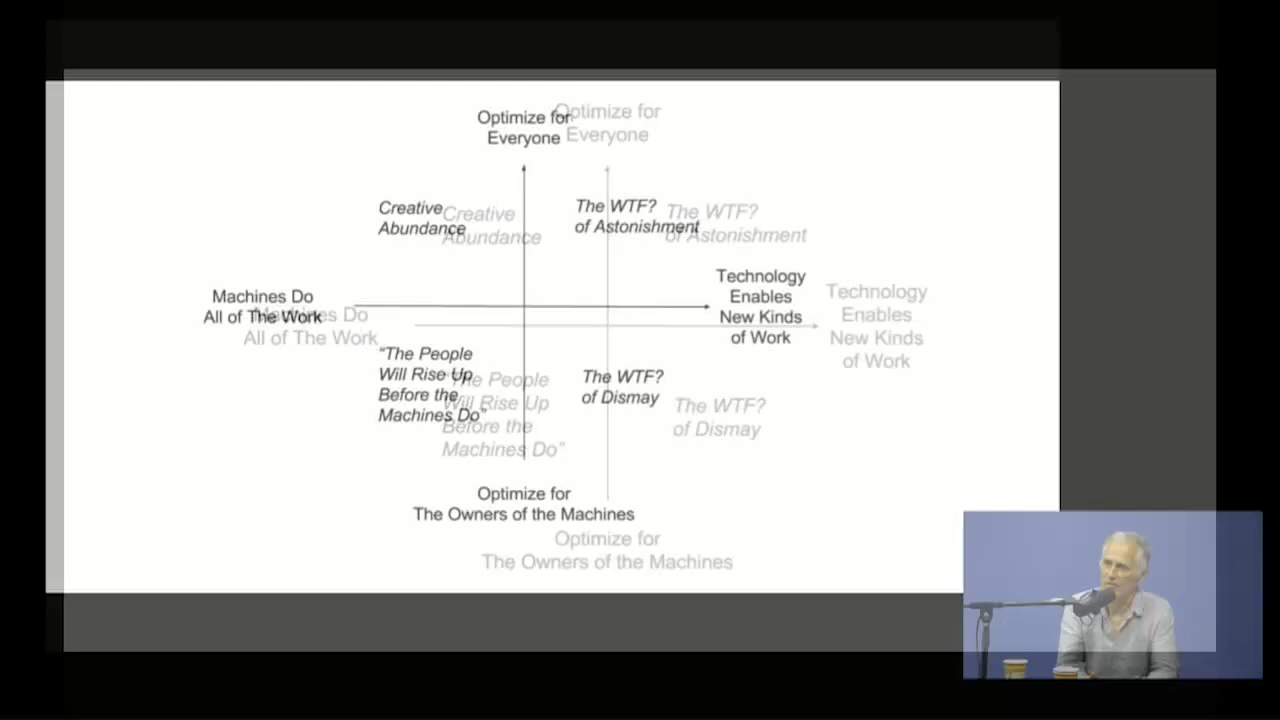 Optimize for
Everyone
Optimize for
Everyone
Creative
Abundance
Creative
Abundance
The WTF?
of Astonishment
The WTF?
of Astonishment
Machines Do
All of The Work
Machines Do
All of The Work
Technology
Enables
New Kinds
of Work
Technology
Enables
New Kinds
of Work
"The People
Will Rise Up
Before the
Machines Do"
"The People
Will Rise Up
Before the
Machines Do"
The WTF?
of Dismay
The WTF?
of Dismay
Optimize for
The Owners of the Machines
Optimize for
The Owners of the Machines